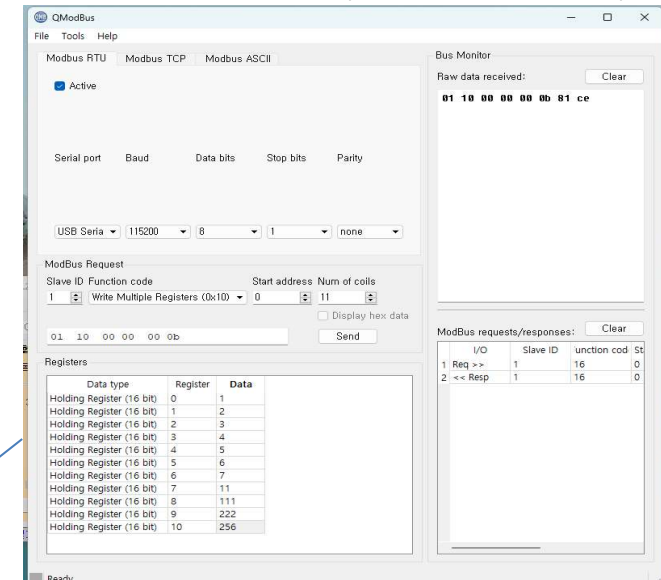 QModBus
File Tools Help
Modbus RTU Modbus TCP Modbus ASCII
Active
Serial port Baud Data bits Stop bits Parity
USB Seria 115200 8 1 none
ModBus Request
Slave ID Function code Start address Num of coils
1 Write Multiple Registers (0x10) 0 11
Display hex data
01 10 00 00 00 0b Send
Registers
Data type Register Data
Holding Register (16 bit) 0 1
Holding Register (16 bit) 1 2
Holding Register (16 bit) 2 3
Holding Register (16 bit) 3 4
Holding Register (16 bit) 4 5
Holding Register (16 bit) 5 6
Holding Register (16 bit) 6 7
Holding Register (16 bit) 7 11
Holding Register (16 bit) 8 111
Holding Register (16 bit) 9 222
Holding Register (16 bit) 10 256
Bus Monitor
Raw data received: Clear
01 10 00 00 00 0b 81 ce
ModBus requests/responses: Clear
I/O Slave ID unction cod St
1 Req >> 1 16 0
2 << Resp 1 16 0
Ready